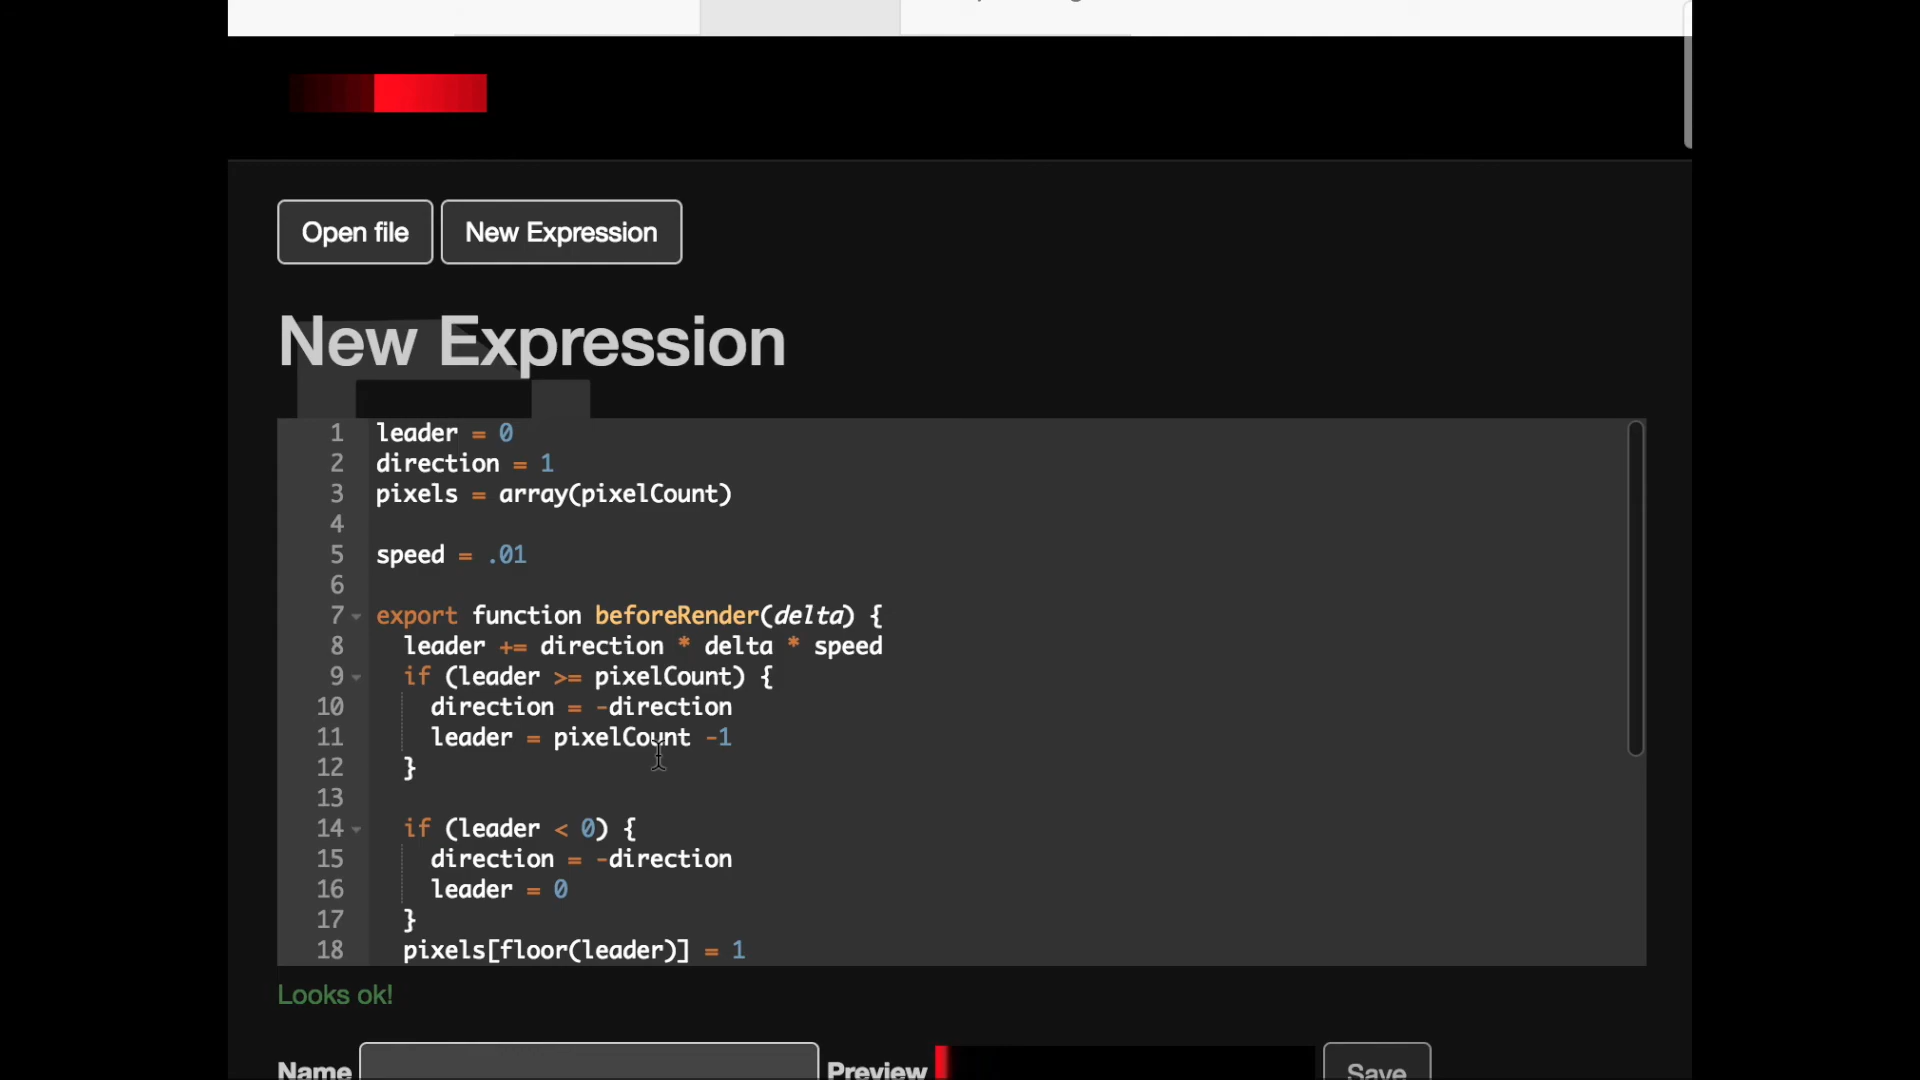 Open file
New Expression
New Expression
1 leader = 0
2 direction = 1
3 pixels = array(pixelCount)
4
5 speed = .01
6
7 export function beforeRender(delta) {
8 leader += direction * delta * speed
9 if (leader >= pixelCount) {
10 direction = -direction
11 leader = pixelCount -1
12 }
13
14 if (leader < 0) {
15 direction = -direction
16 leader = 0
17 }
18 pixels[floor(leader)] = 1
Looks ok!
Name Preview Save